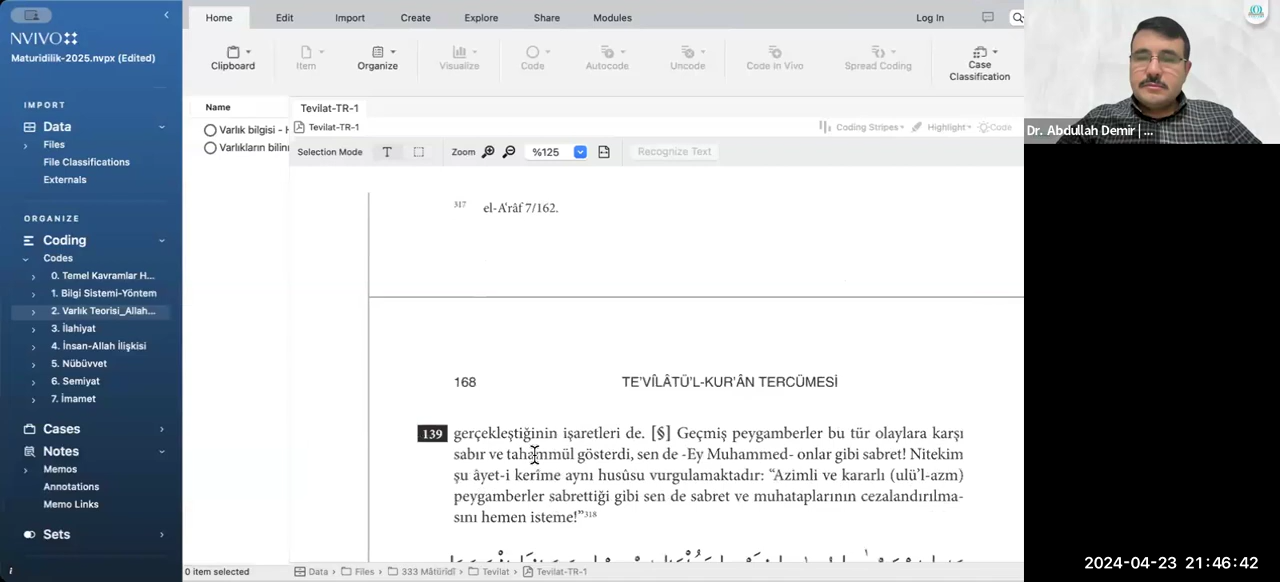 NVIVO
Maturidilik-2025.nvpx (Edited)
IMPORT
Data
Files
File Classifications
Externals
ORGANIZE
Coding
Codes
0. Temel Kavramlar H...
1. Bilgi Sistemi-Yöntem
2. Varlık Teorisi_Allah...
3. İlahiyat
4. İnsan-Allah İlişkisi
5. Nübüvvet
6. Semiyat
7. İmamet
Cases
Notes
Memos
Annotations
Memo Links
Sets
Home Edit Import Create Explore Share Modules Log In
Clipboard Item Organize Visualize Code Autocode Uncode Code In Vivo Spread Coding Case Classification
Name
Varlık bilgisi - H
Varlıkların bilin
Tevilat-TR-1
Tevilat-TR-1 Coding Stripes Highlight Code
Selection Mode T Zoom %125 Recognize Text
317 el-A'râf 7/162.
168 TE'VÎLÂTÜ'L-KUR'ÂN TERCÜMESİ
139 gerçekleştiğinin işaretleri de. [§] Geçmiş peygamberler bu tür olaylara karşı
sabır ve tahammül gösterdi, sen de -Ey Muhammed- onlar gibi sabret! Nitekim
şu âyet-i kerîme aynı husûsu vurgulamaktadır: “Azimli ve kararlı (ulü'l-azm)
peygamberler sabrettiği gibi sen de sabret ve muhataplarının cezalandırılma-
sını hemen isteme!”318
0 item selected Data Files 333 Mâtürîdî Tevilat Tevilat-TR-1
Dr. Abdullah Demir | ...
2024-04-23 21:46:42